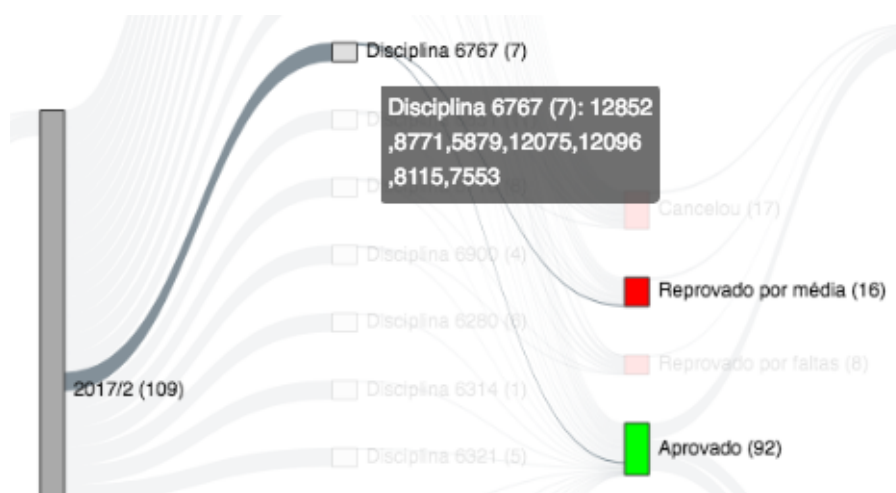 Disciplina 6767 (7)
Disciplina 6767 (7): 12852
,8771,5879,12075,12096
,8115,7553
Cancelou (17)
Disciplina 6900 (4)
Reprovado por média (16)
Disciplina 6280 (6)
Reprovado por faltas (8)
2017/2 (109)
Disciplina 6314 (1)
Aprovado (92)
Disciplina 6321 (5)